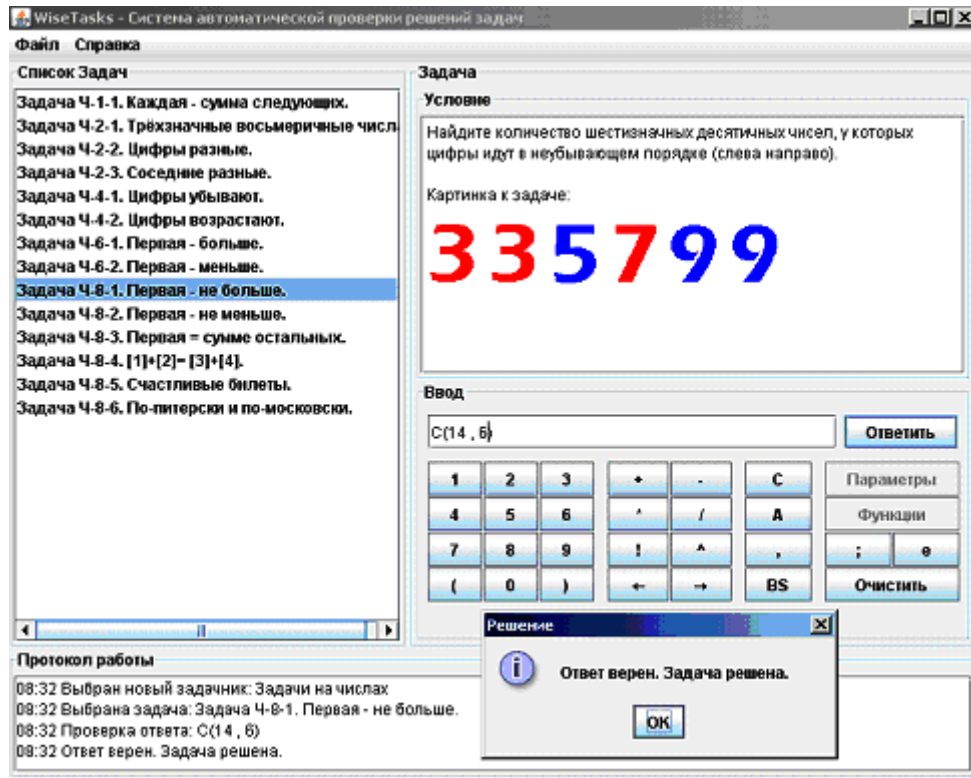 WiseTasks - Система автоматической проверки решений задач
Файл Справка
Список Задач
Задача Ч-1-1. Каждая - сумма следующих.
Задача Ч-2-1. Трёхзначные восьмеричные числ
Задача Ч-2-2. Цифры разные.
Задача Ч-2-3. Соседние разные.
Задача Ч-4-1. Цифры убывают.
Задача Ч-4-2. Цифры возрастают.
Задача Ч-6-1. Первая - больше.
Задача Ч-6-2. Первая - меньше.
Задача Ч-8-1. Первая - не больше.
Задача Ч-8-2. Первая - не меньше.
Задача Ч-8-3. Первая = сумме остальных.
Задача Ч-8-4. [1]+[2]= [3]+[4].
Задача Ч-8-5. Счастливые билеты.
Задача Ч-8-6. По-питерски и по-московски.
Задача
Условие
Найдите количество шестизначных десятичных чисел, у которых
цифры идут в неубывающем порядке (слева направо).
Картинка к задаче:
335799
Ввод
C(14 , 6)
Ответить
1 2 3 + - C Параметры
4 5 6 * / A Функции
7 8 9 ! ^ , ; e
( 0 ) ← → BS Очистить
Решение
Ответ верен. Задача решена.
OK
Протокол работы
08:32 Выбран новый задачник: Задачи на числах
08:32 Выбрана задача: Задача Ч-8-1. Первая - не больше.
08:32 Проверка ответа: C(14 , 6)
08:32 Ответ верен. Задача решена.